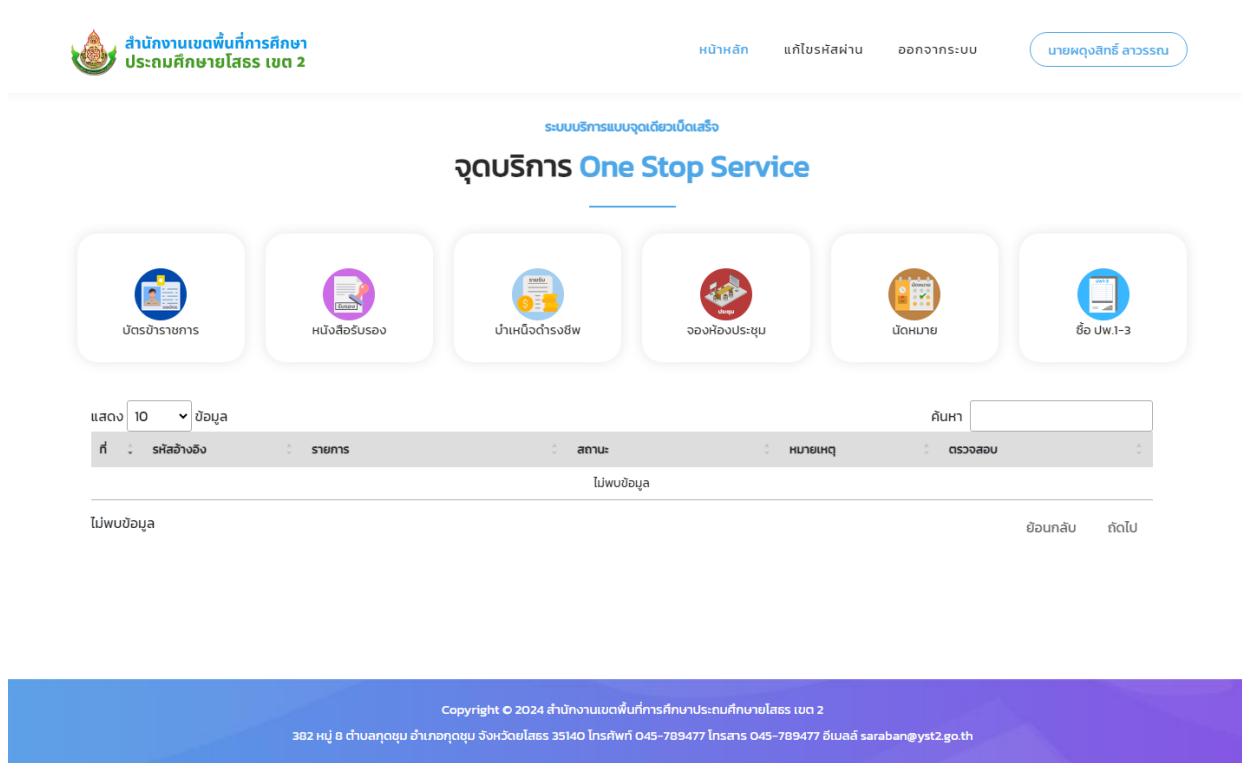 สำนักงานเขตพื้นที่การศึกษา
ประถมศึกษายโสธร เขต 2
หน้าหลัก แก้ไขรหัสผ่าน ออกจากระบบ นายผดุงสิทธิ์ ลาวรรณ
ระบบบริการแบบจุดเดียวเบ็ดเสร็จ
จุดบริการ One Stop Service
บัตรข้าราชการ หนังสือรับรอง บำเหน็จดำรงชีพ จองห้องประชุม นัดหมาย ซื้อ ปพ.1-3
แสดง 10 ข้อมูล ค้นหา
ที่ รหัสอ้างอิง รายการ สถานะ หมายเหตุ ตรวจสอบ
ไม่พบข้อมูล
ไม่พบข้อมูล ย้อนกลับ ถัดไป
Copyright © 2024 สำนักงานเขตพื้นที่การศึกษาประถมศึกษายโสธร เขต 2
382 หมู่ 8 ตำบลกุดชุม อำเภอกุดชุม จังหวัดยโสธร 35140 โทรศัพท์ 045-789477 โทรสาร 045-789477 อีเมลล์ saraban@yst2.go.th